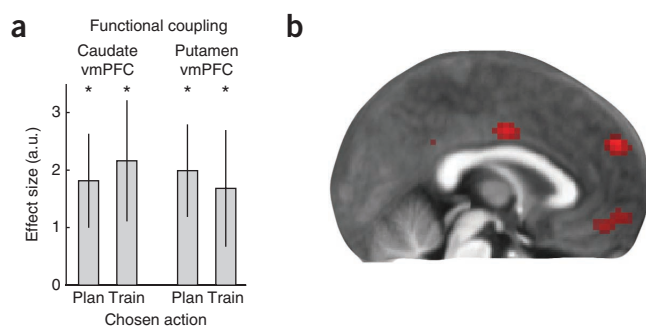 a
Functional coupling
Caudate Putamen
vmPFC vmPFC
* * * *
3
2
1
0
Effect size (a.u.)
Plan Train Plan Train
Chosen action
b